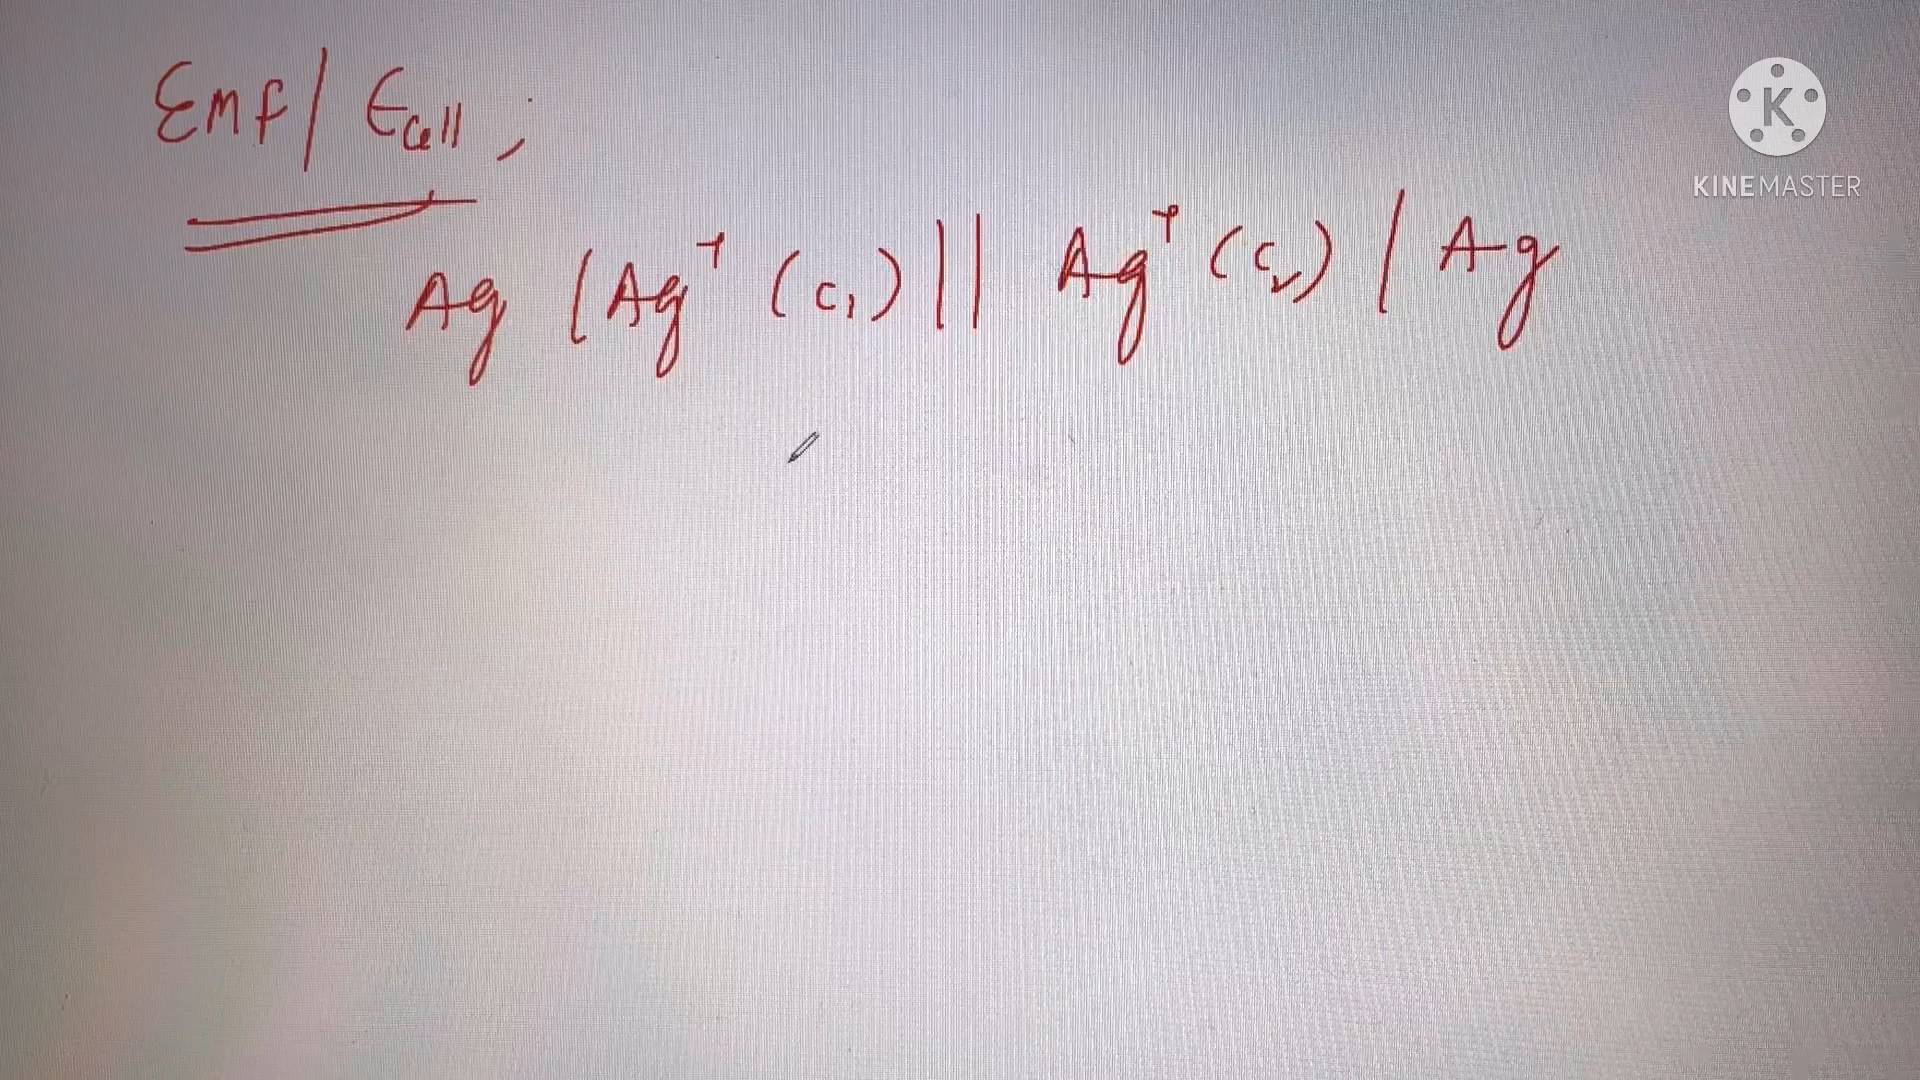 Emf/ Ecell,
K
KINEMASTER
Ag | Ag⁺ (c₁) || Ag⁺ (c₂) | Ag